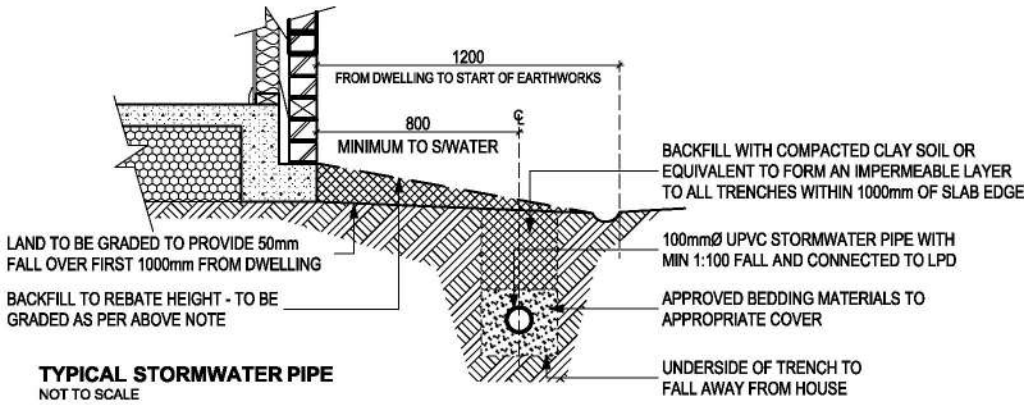 1200
FROM DWELLING TO START OF EARTHWORKS
℄
800
MINIMUM TO S/WATER
BACKFILL WITH COMPACTED CLAY SOIL OR
EQUIVALENT TO FORM AN IMPERMEABLE LAYER
TO ALL TRENCHES WITHIN 1000mm OF SLAB EDGE
LAND TO BE GRADED TO PROVIDE 50mm
FALL OVER FIRST 1000mm FROM DWELLING
100mmØ UPVC STORMWATER PIPE WITH
MIN 1:100 FALL AND CONNECTED TO LPD
BACKFILL TO REBATE HEIGHT - TO BE
GRADED AS PER ABOVE NOTE
APPROVED BEDDING MATERIALS TO
APPROPRIATE COVER
UNDERSIDE OF TRENCH TO
FALL AWAY FROM HOUSE
TYPICAL STORMWATER PIPE
NOT TO SCALE